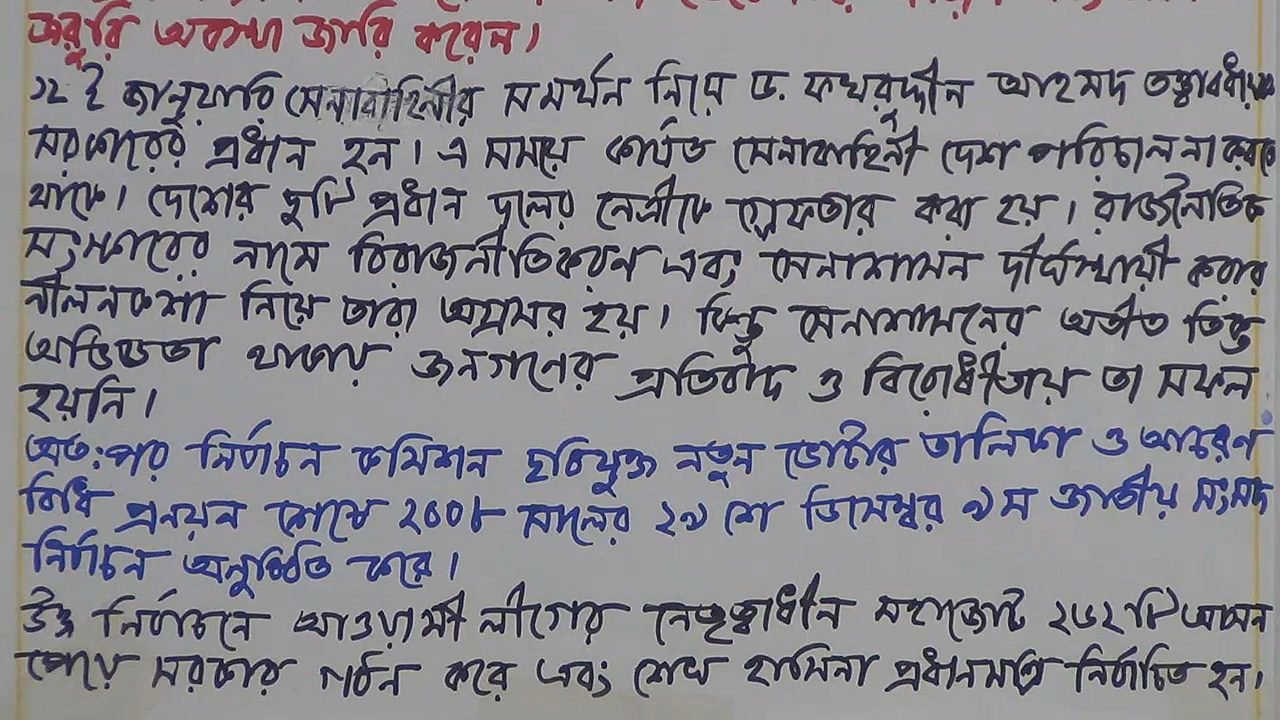 জরুরি অবস্থা জারি করেন।
১২ ই জানুয়ারি সেনাবাহিনীর সমর্থন নিয়ে ড. ফখরুদ্দীন আহমদ তত্ত্বাবধায়ক
সরকারের প্রধান হন। এ সময়ে কার্যত সেনাবাহিনী দেশ পরিচালনা করতে
থাকে। দেশের দুটি প্রধান দলের নেত্রীকে গ্রেফতার করা হয়। রাজনৈতিক
সংস্কারের নামে বিরাজনীতিকরণ এবং সেনাশাসন দীর্ঘস্থায়ী করার
নীলনকশা নিয়ে তারা অগ্রসর হয়। কিন্তু সেনাশাসনের অতীত তিক্ত
অভিজ্ঞতা থাকায় জনগনের প্রতিবাদ ও বিরোধীতায় তা সফল
হয়নি।
অত:পর নির্বাচন কমিশন ছবিযুক্ত নতুন ভোটার তালিকা ও আচরণ
বিধি প্রনয়ন শেষে ২০০৮ সালের ২৯ শে ডিসেম্বর ৯ম জাতীয় সংসদ
নির্বাচন অনুষ্ঠিত করে।
উক্ত নির্বাচনে আওয়ামী লীগের নেতৃত্বাধীন মহাজোট ২৬২টি আসন
পেয়ে সরকার গঠন করে এবং শেখ হাসিনা প্রধানমন্ত্রি নির্বাচিত হন।